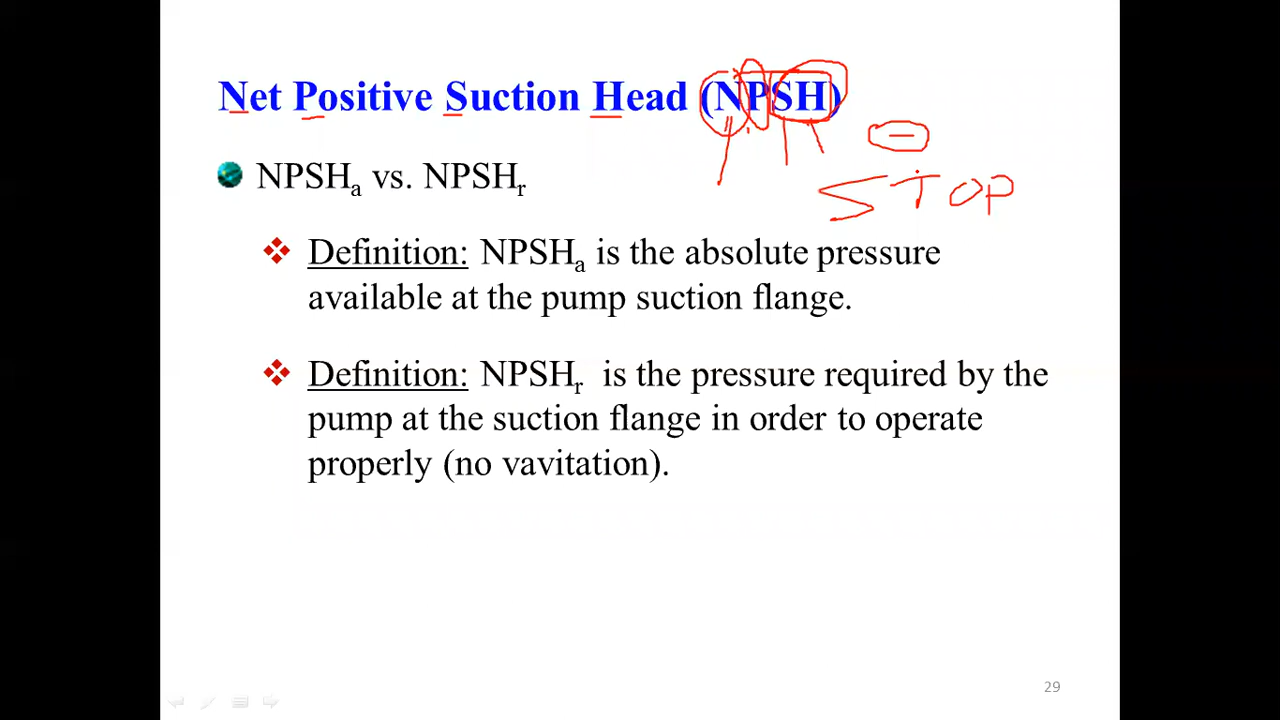 Net Positive Suction Head (NPSH)
–
STOP
NPSHa vs. NPSHr
Definition: NPSHa is the absolute pressure
available at the pump suction flange.
Definition: NPSHr is the pressure required by the
pump at the suction flange in order to operate
properly (no vavitation).
29